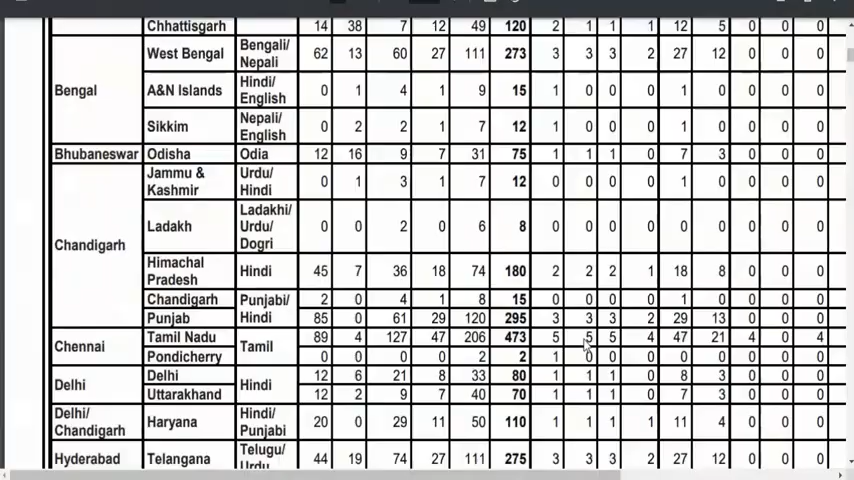 Chhattisgarh 14 38 7 12 49 120 2 1 1 1 12 5 0 0 0
Bengal West Bengal Bengali/ Nepali 62 13 60 27 111 273 3 3 3 2 27 12 0 0 0
A&N Islands Hindi/ English 0 1 4 1 9 15 1 0 0 0 1 0 0 0 0
Sikkim Nepali/ English 0 2 2 1 7 12 1 0 0 0 1 0 0 0 0
Bhubaneswar Odisha Odia 12 16 9 7 31 75 1 1 1 0 7 3 0 0 0
Chandigarh Jammu & Kashmir Urdu/ Hindi 0 1 3 1 7 12 0 0 0 0 1 0 0 0 0
Ladakh Ladakhi/ Urdu/ Dogri 0 0 2 0 6 8 0 0 0 0 0 0 0 0 0
Himachal Pradesh Hindi 45 7 36 18 74 180 2 2 2 1 18 8 0 0 0
Chandigarh Punjabi/ Hindi 2 0 4 1 8 15 0 0 0 0 1 0 0 0 0
Punjab 85 0 61 29 120 295 3 3 3 2 29 13 0 0 0
Chennai Tamil Nadu Tamil 89 4 127 47 206 473 5 5 5 4 47 21 4 0 4
Pondicherry 0 0 0 0 2 2 1 0 0 0 0 0 0 0 0
Delhi Delhi Hindi 12 6 21 8 33 80 1 1 1 0 8 3 0 0 0
Uttarakhand 12 2 9 7 40 70 1 1 1 0 7 3 0 0 0
Delhi/ Chandigarh Haryana Hindi/ Punjabi 20 0 29 11 50 110 1 1 1 1 11 4 0 0 0
Hyderabad Telangana Telugu/ Urdu 44 19 74 27 111 275 3 3 3 2 27 12 0 0 0